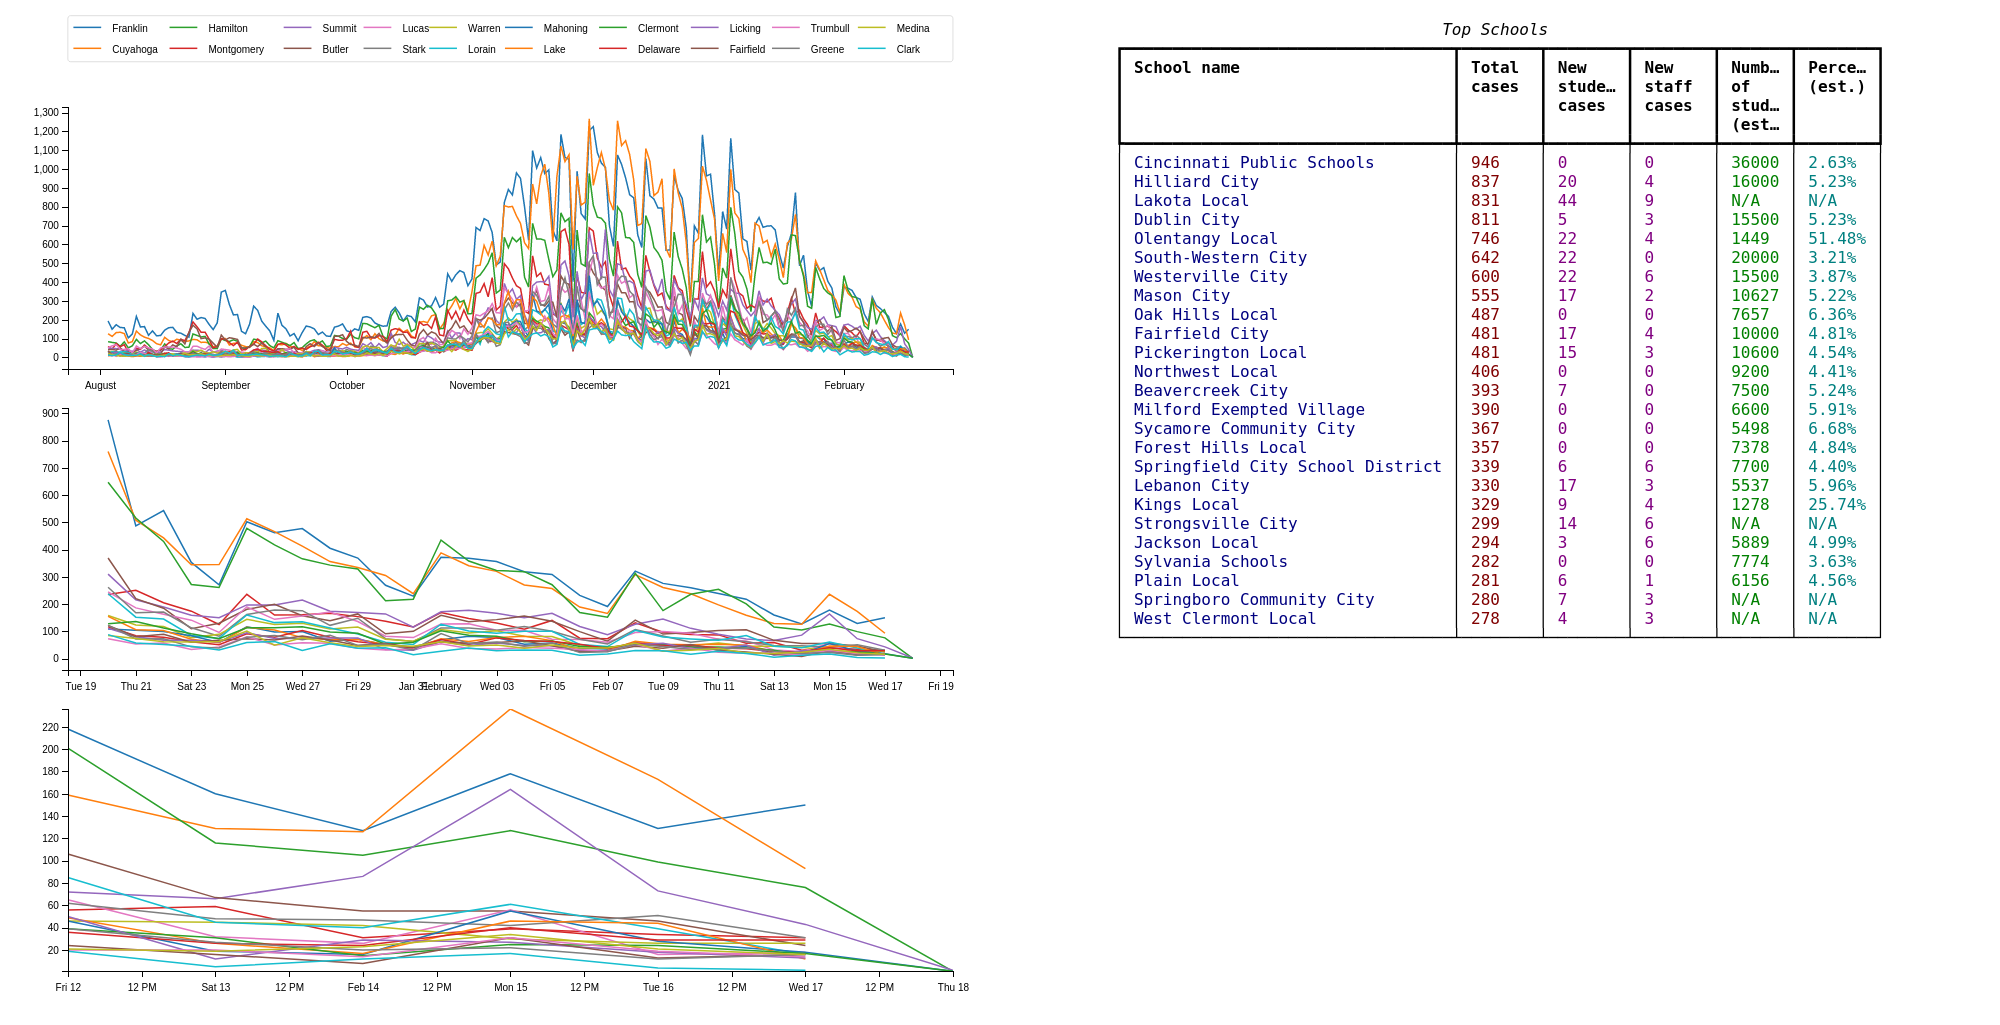 Franklin Hamilton Summit Lucas Warren Mahoning Clermont Licking Trumbull Medina
Cuyahoga Montgomery Butler Stark Lorain Lake Delaware Fairfield Greene Clark
1,300
1,200
1,100
1,000
900
800
700
600
500
400
300
200
100
0
August September October November December 2021 February
900
800
700
600
500
400
300
200
100
0
Tue 19 Thu 21 Sat 23 Mon 25 Wed 27 Fri 29 Jan 31 February Wed 03 Fri 05 Feb 07 Tue 09 Thu 11 Sat 13 Mon 15 Wed 17 Fri 19
220
200
180
160
140
120
100
80
60
40
20
Fri 12 12 PM Sat 13 12 PM Feb 14 12 PM Mon 15 12 PM Tue 16 12 PM Wed 17 12 PM Thu 18
Top Schools
School name Total New New Numb… Perce…
cases stude… staff of (est.)
cases cases stud…
(est…
Cincinnati Public Schools 946 0 0 36000 2.63%
Hilliard City 837 20 4 16000 5.23%
Lakota Local 831 44 9 N/A N/A
Dublin City 811 5 3 15500 5.23%
Olentangy Local 746 22 4 1449 51.48%
South-Western City 642 22 0 20000 3.21%
Westerville City 600 22 6 15500 3.87%
Mason City 555 17 2 10627 5.22%
Oak Hills Local 487 0 0 7657 6.36%
Fairfield City 481 17 4 10000 4.81%
Pickerington Local 481 15 3 10600 4.54%
Northwest Local 406 0 0 9200 4.41%
Beavercreek City 393 7 0 7500 5.24%
Milford Exempted Village 390 0 0 6600 5.91%
Sycamore Community City 367 0 0 5498 6.68%
Forest Hills Local 357 0 0 7378 4.84%
Springfield City School District 339 6 6 7700 4.40%
Lebanon City 330 17 3 5537 5.96%
Kings Local 329 9 4 1278 25.74%
Strongsville City 299 14 6 N/A N/A
Jackson Local 294 3 6 5889 4.99%
Sylvania Schools 282 0 0 7774 3.63%
Plain Local 281 6 1 6156 4.56%
Springboro Community City 280 7 3 N/A N/A
West Clermont Local 278 4 3 N/A N/A